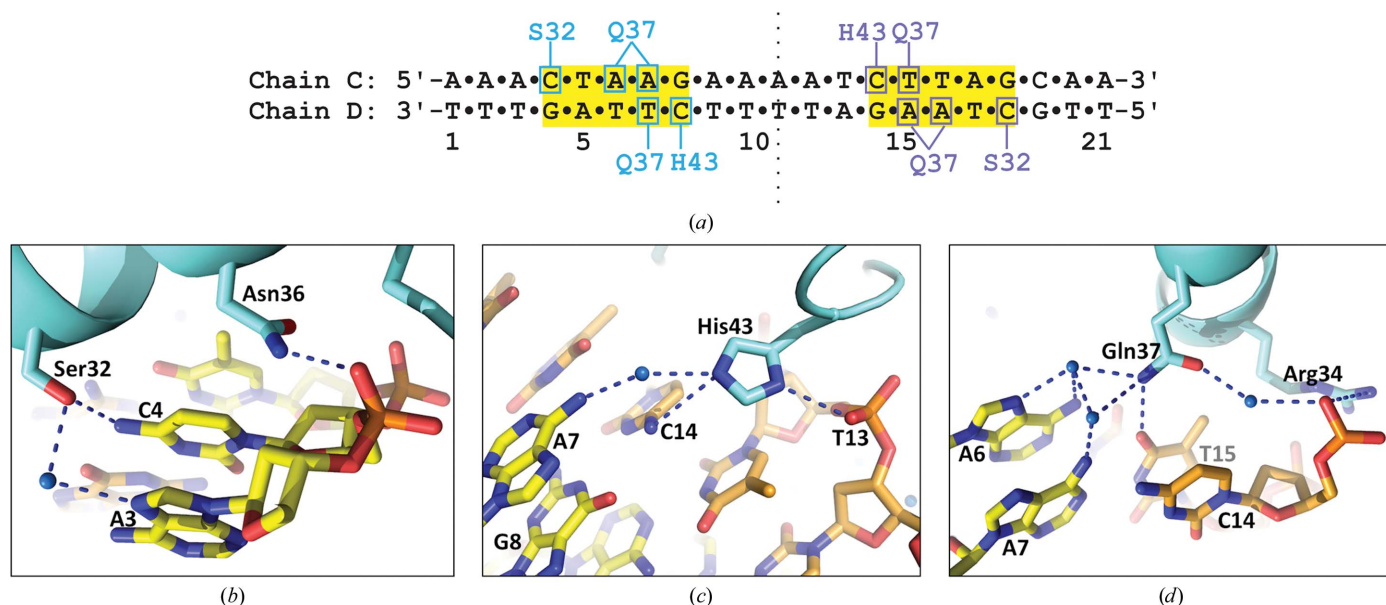 S32 Q37 H43 Q37
Chain C: 5'-A•A•A•C•T•A•A•G•A•A•A•A•T•C•T•T•A•G•C•A•A-3'
Chain D: 3'-T•T•T•G•A•T•T•C•T•T•T•T•A•G•A•A•T•C•G•T•T-5'
1 5 10 15 21
Q37 H43 Q37 S32
(a)
Asn36
Ser32
C4
A3
(b)
His43
C14
A7
T13
G8
(c)
Gln37
Arg34
A6
T15
A7
C14
(d)